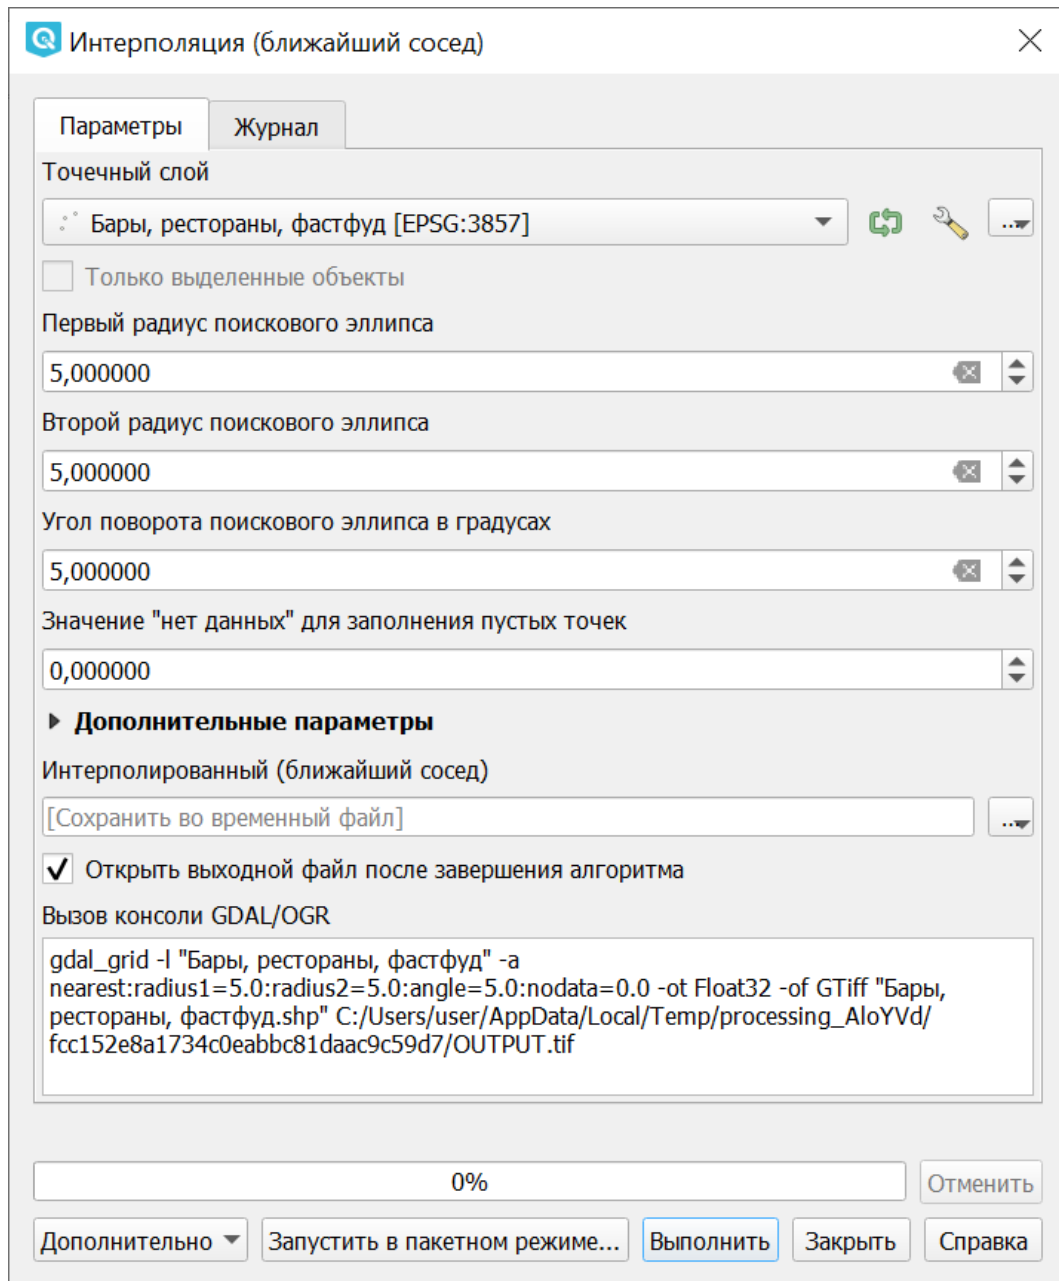 Интерполяция (ближайший сосед)
Параметры
Журнал
Точечный слой
Бары, рестораны, фастфуд [EPSG:3857]
...
Только выделенные объекты
Первый радиус поискового эллипса
5,000000
Второй радиус поискового эллипса
5,000000
Угол поворота поискового эллипса в градусах
5,000000
Значение "нет данных" для заполнения пустых точек
0,000000
Дополнительные параметры
Интерполированный (ближайший сосед)
[Сохранить во временный файл]
...
Открыть выходной файл после завершения алгоритма
Вызов консоли GDAL/OGR
gdal_grid -l "Бары, рестораны, фастфуд" -a
nearest:radius1=5.0:radius2=5.0:angle=5.0:nodata=0.0 -ot Float32 -of GTiff "Бары,
рестораны, фастфуд.shp" C:/Users/user/AppData/Local/Temp/processing_AloYVd/
fcc152e8a1734c0eabbc81daac9c59d7/OUTPUT.tif
0%
Отменить
Дополнительно
Запустить в пакетном режиме...
Выполнить
Закрыть
Справка